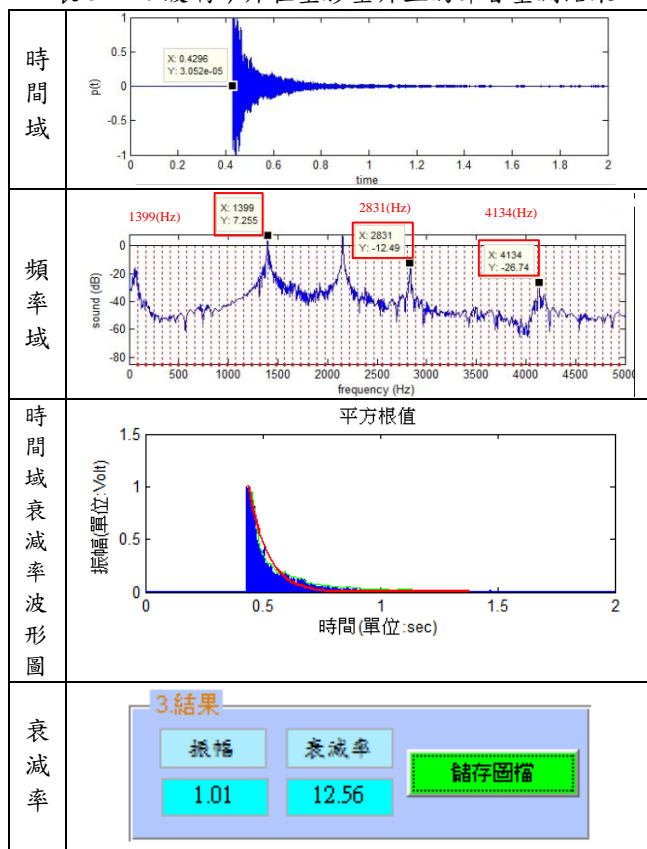 時間域
1
0.5
0
-0.5
-1
p(t)
X: 0.4296
Y: 3.052e-05
0 0.2 0.4 0.6 0.8 1 1.2 1.4 1.6 1.8 2
time
頻率域
1399(Hz)
X: 1399
Y: 7.255
2831(Hz)
X: 2831
Y: -12.49
4134(Hz)
X: 4134
Y: -26.74
0
-20
-40
-60
-80
sound (dB)
0 500 1000 1500 2000 2500 3000 3500 4000 4500 5000
frequency (Hz)
時間域衰減率波形圖
平方根值
1.5
1
0.5
0
振幅(單位:Volt)
0 0.5 1 1.5 2
時間(單位:sec)
衰減率
3.結果
振幅 衰減率
1.01 12.56
儲存圖檔